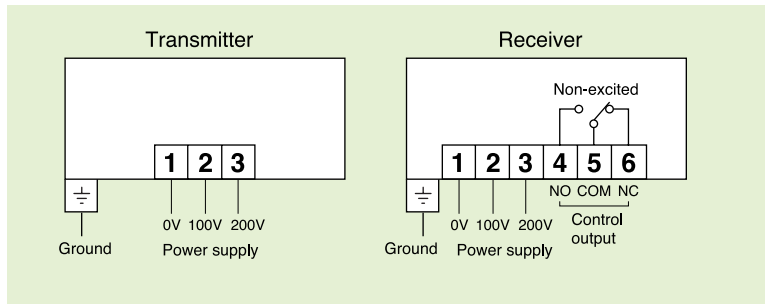 Transmitter
1 2 3
0V 100V 200V
Ground
Power supply
Receiver
Non-excited
1 2 3 4 5 6
NO COM NC
0V 100V 200V
Control
output
Ground
Power supply